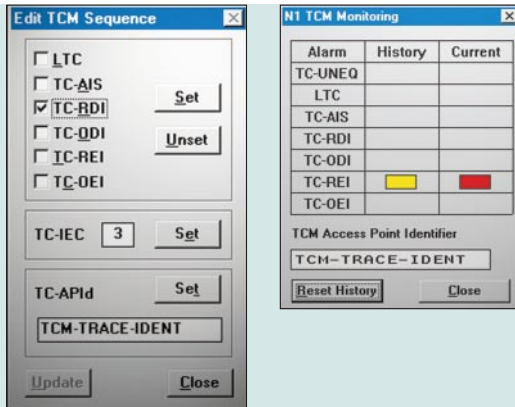 Edit TCM Sequence
LTC
TC-AIS
TC-RDI
TC-ODI
TC-REI
TC-OEI
Set
Unset
TC-IEC 3 Set
TC-APId Set
TCM-TRACE-IDENT
Update Close
N1 TCM Monitoring
Alarm History Current
TC-UNEQ
LTC
TC-AIS
TC-RDI
TC-ODI
TC-REI
TC-OEI
TCM Access Point Identifier
TCM-TRACE-IDENT
Reset History Close